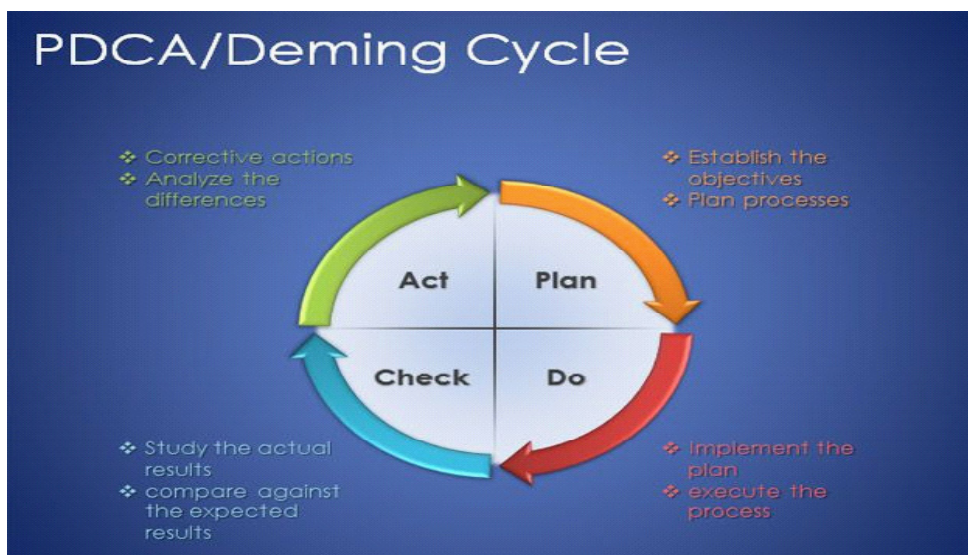 PDCA/Deming Cycle
❖ Corrective actions
❖ Analyze the
differences
❖ Establish the
objectives
❖ Plan processes
Act
Plan
Check
Do
❖ Study the actual
results
❖ compare against
the expected
results
❖ Implement the
plan
❖ execute the
process